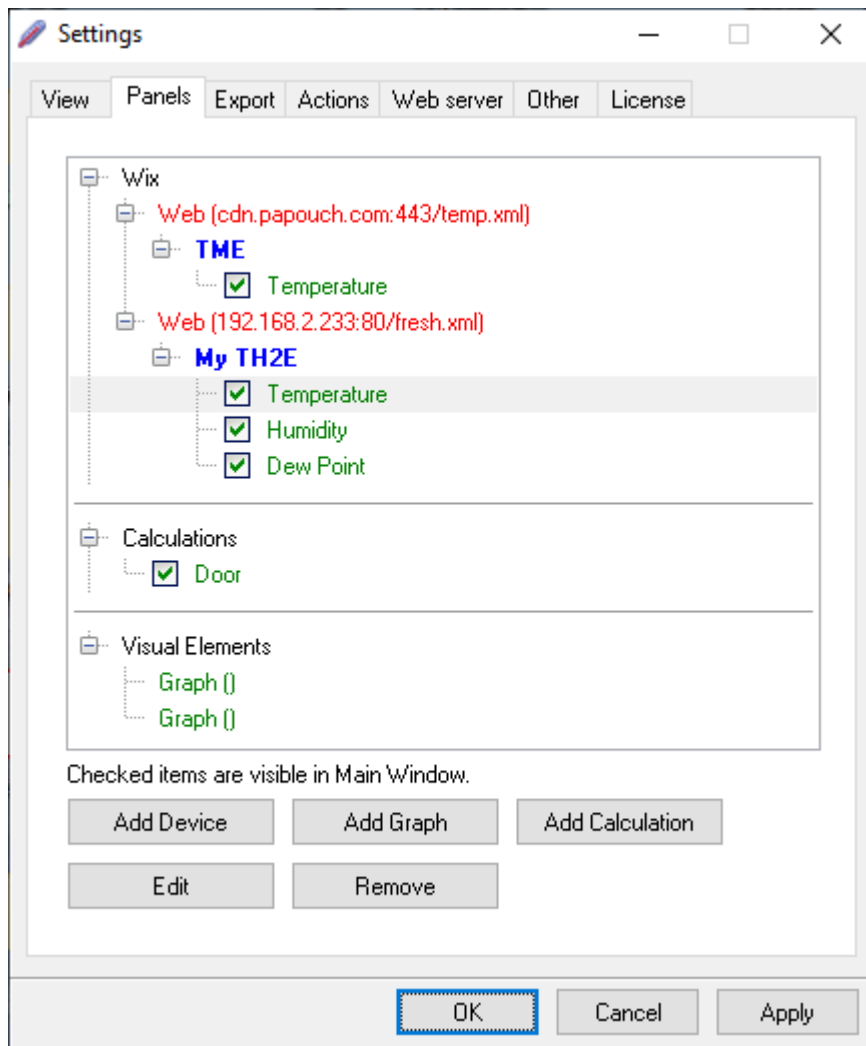 Settings
View Panels Export Actions Web server Other License
Wix
Web (cdn.papouch.com:443/temp.xml)
TME
Temperature
Web (192.168.2.233:80/fresh.xml)
My TH2E
Temperature
Humidity
Dew Point
Calculations
Door
Visual Elements
Graph ()
Graph ()
Checked items are visible in Main Window.
Add Device Add Graph Add Calculation
Edit Remove
OK Cancel Apply